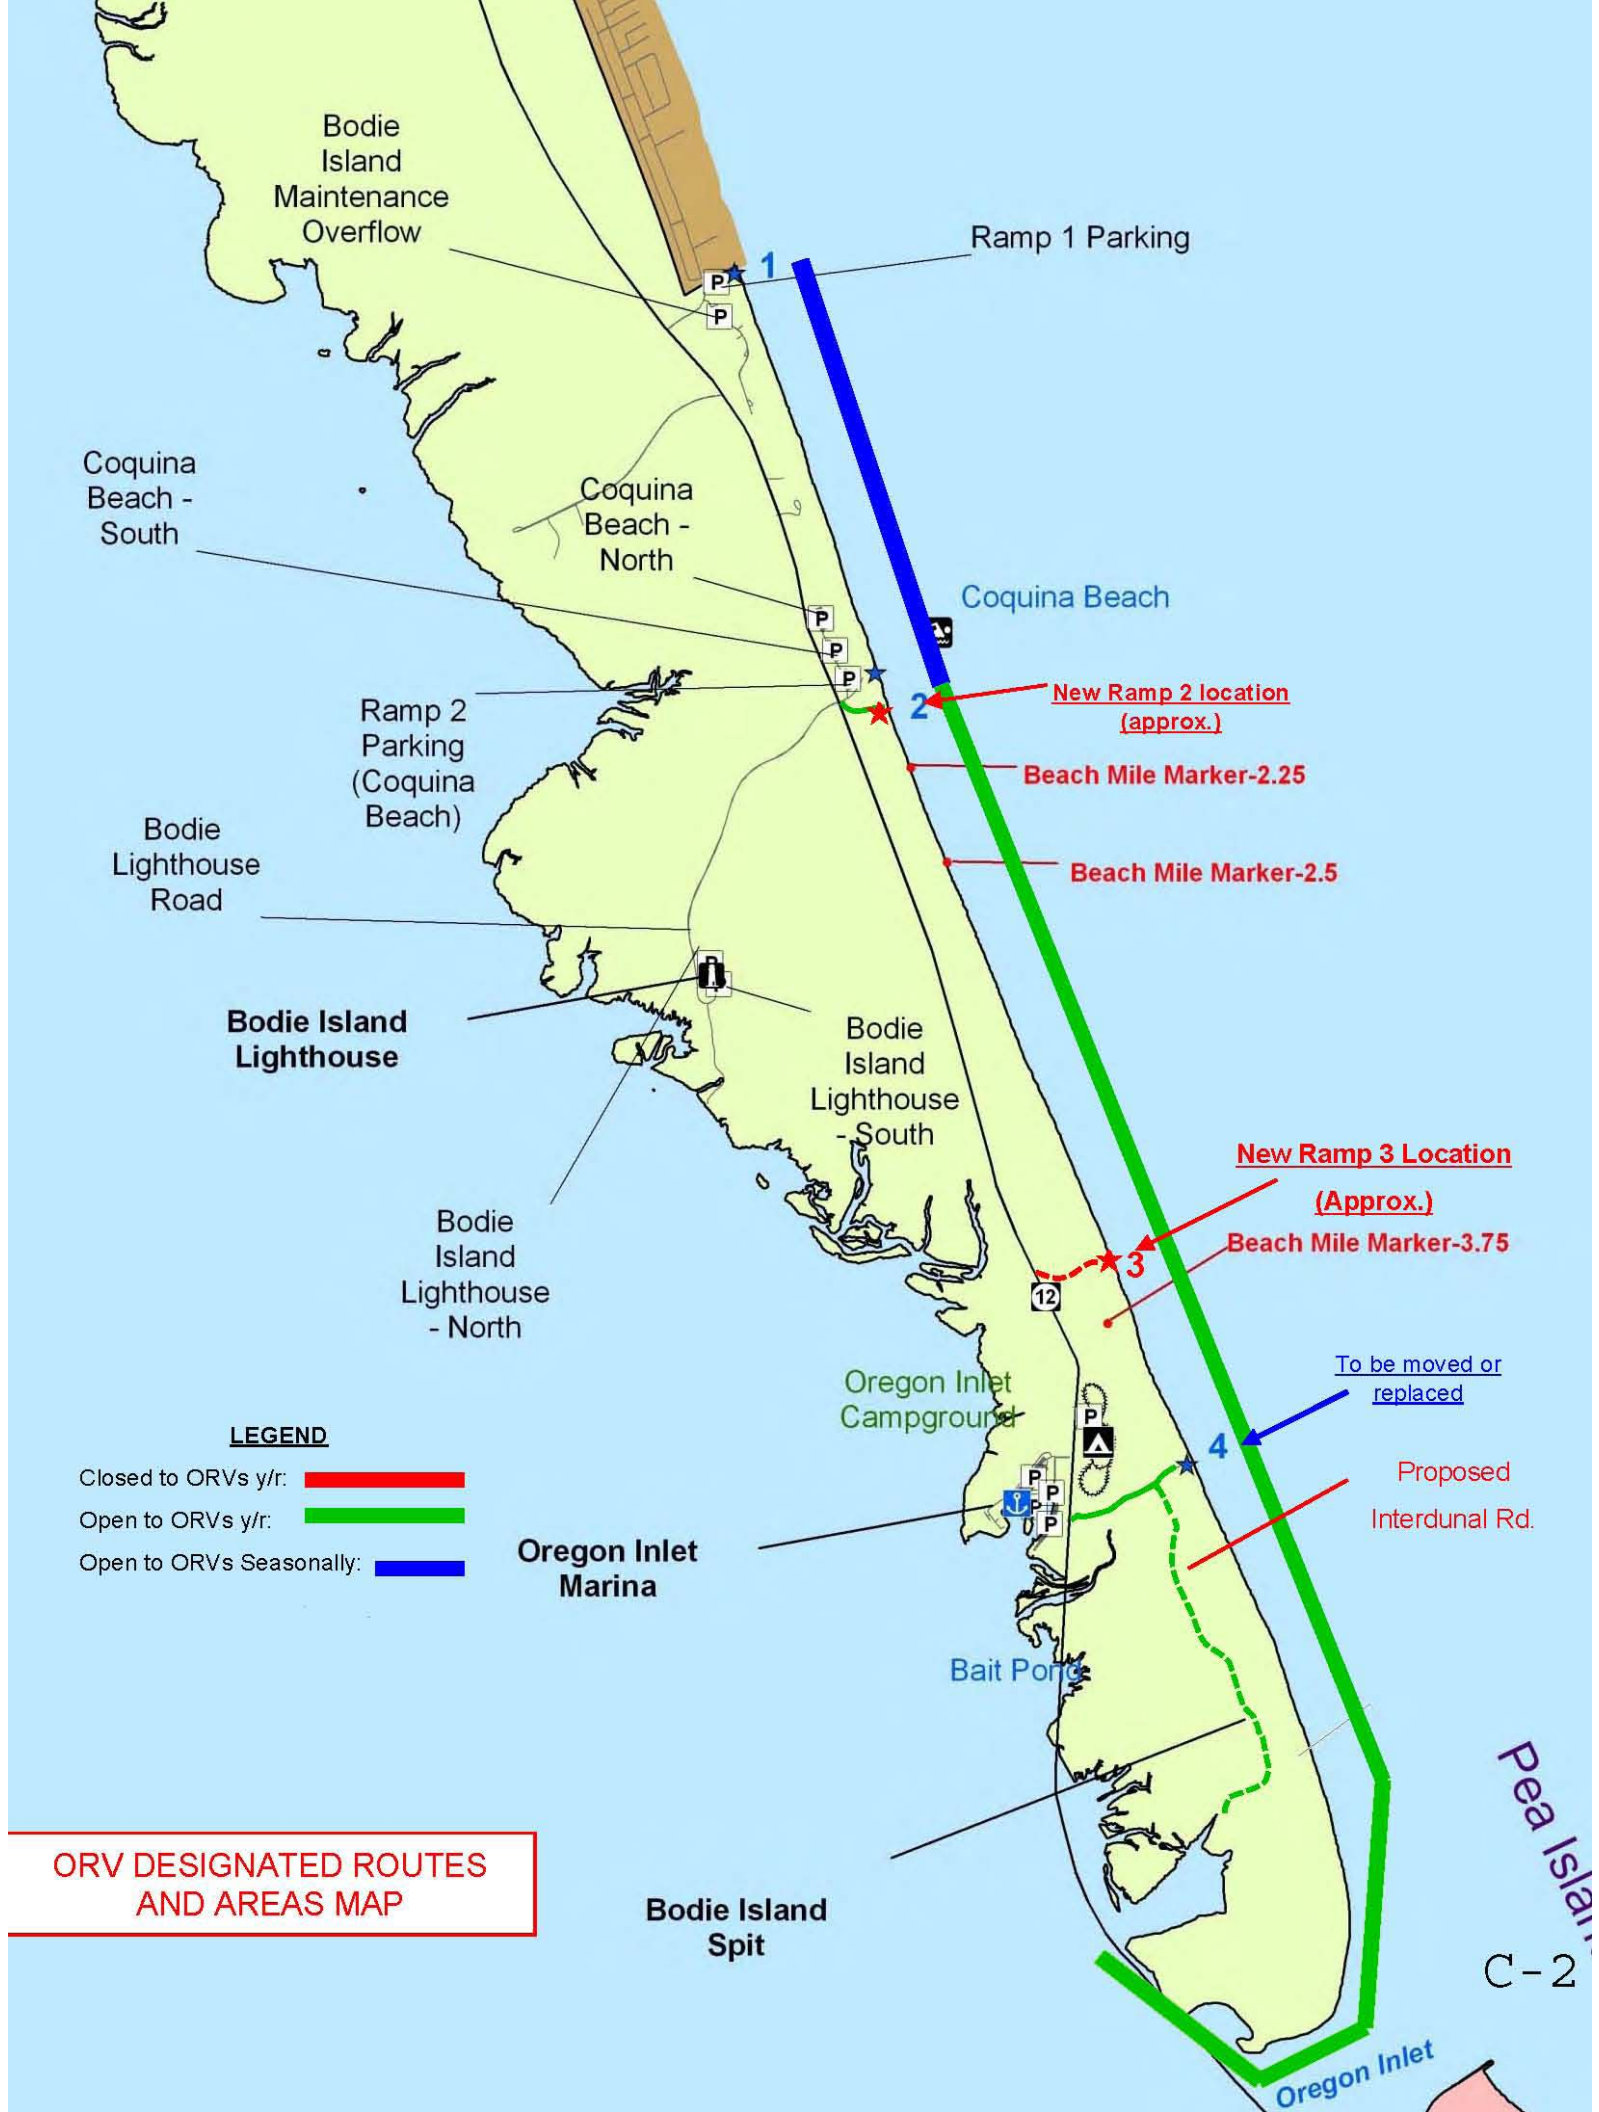 Bodie
Island
Maintenance
Overflow
Ramp 1 Parking
1
P
P
Coquina
Beach -
South
Coquina
Beach -
North
Coquina Beach
P
P
P
Ramp 2
Parking
(Coquina
Beach)
2
New Ramp 2 location
(approx.)
Beach Mile Marker-2.25
Beach Mile Marker-2.5
Bodie
Lighthouse
Road
P
Bodie Island
Lighthouse
Bodie
Island
Lighthouse
- South
Bodie
Island
Lighthouse
- North
New Ramp 3 Location
(Approx.)
3
Beach Mile Marker-3.75
12
Oregon Inlet
Campground
P
To be moved or
replaced
4
Proposed
Interdunal Rd.
P
P
P
P
Oregon Inlet
Marina
LEGEND
Closed to ORVs y/r:
Open to ORVs y/r:
Open to ORVs Seasonally:
Bait Pond
Bodie Island
Spit
ORV DESIGNATED ROUTES
AND AREAS MAP
Pea Islan
C-2
Oregon Inlet